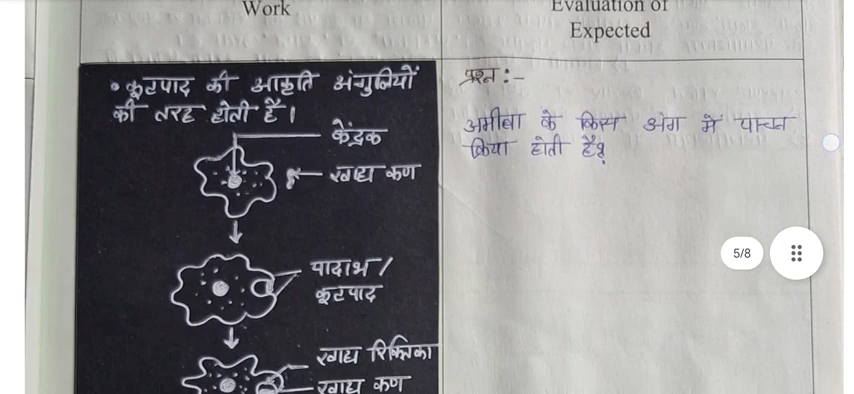 Work
Evaluation of
Expected
• कूटपाद की आकृति अंगुलियों
की तरह होती है।
केंद्रक
खाद्य कण
पादाभ /
कूटपाद
खाद्य रिक्तिका
खाद्य कण
प्रश्न :-
अमीबा के किस अंग में पाचन
क्रिया होती है?
5/8